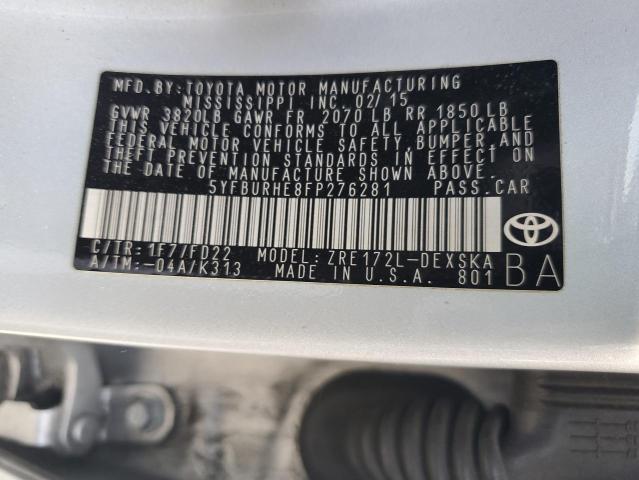 MFD. BY: TOYOTA MOTOR MANUFACTURING
MISSISSIPPI INC. 02/15
GVWR 3820LB GAWR FR 2070 LB RR 1850 LB
THIS VEHICLE CONFORMS TO ALL APPLICABLE
FEDERAL MOTOR VEHICLE SAFETY, BUMPER, AND
THEFT PREVENTION STANDARDS IN EFFECT ON
THE DATE OF MANUFACTURE SHOWN ABOVE.
5YFBURHE8FP276281 PASS. CAR
C/TR: 1F7/FD22 MODEL: ZRE172L-DEXSKA
A/TM: -04A/K313 MADE IN U.S.A. 801
BA